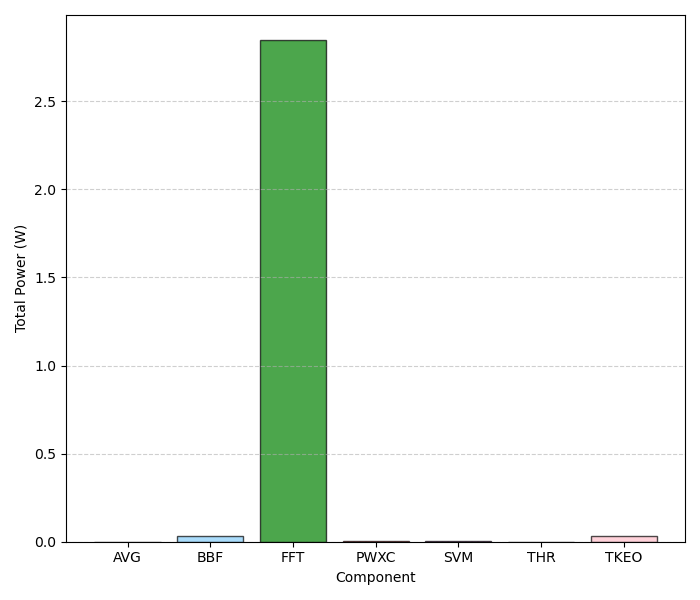 Total Power (W)
2.5
2.0
1.5
1.0
0.5
0.0
AVG BBF FFT PWXC SVM THR TKEO
Component